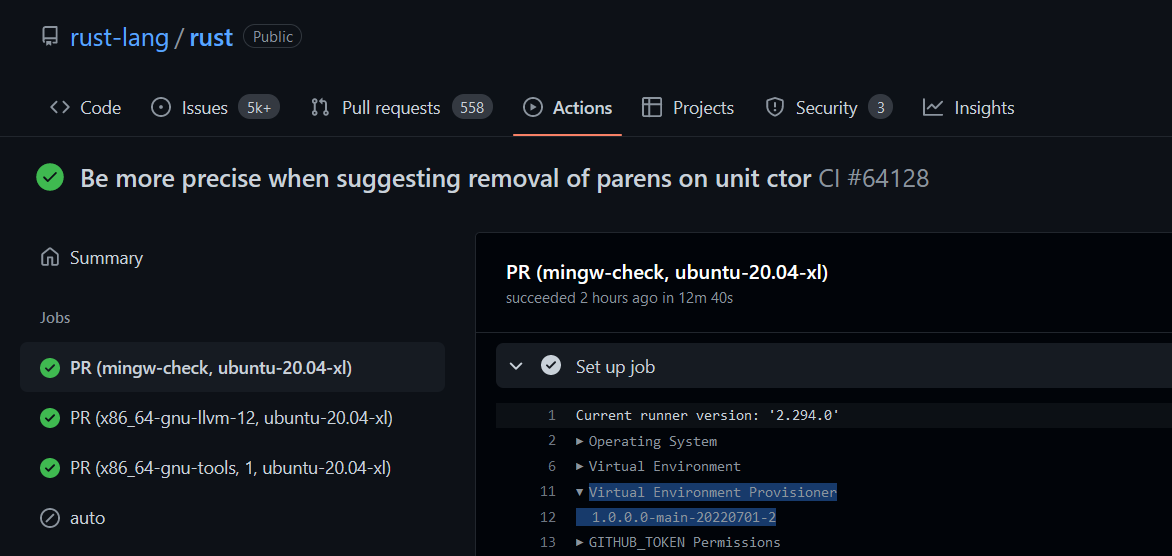 rust-lang / rust Public
Code Issues 5k+ Pull requests 558 Actions Projects Security 3 Insights
Be more precise when suggesting removal of parens on unit ctor CI #64128
Summary
Jobs
PR (mingw-check, ubuntu-20.04-xl)
PR (x86_64-gnu-llvm-12, ubuntu-20.04-xl)
PR (x86_64-gnu-tools, 1, ubuntu-20.04-xl)
auto
PR (mingw-check, ubuntu-20.04-xl)
succeeded 2 hours ago in 12m 40s
Set up job
1 Current runner version: '2.294.0'
2 Operating System
6 Virtual Environment
11 Virtual Environment Provisioner
12 1.0.0.0-main-20220701-2
13 GITHUB_TOKEN Permissions